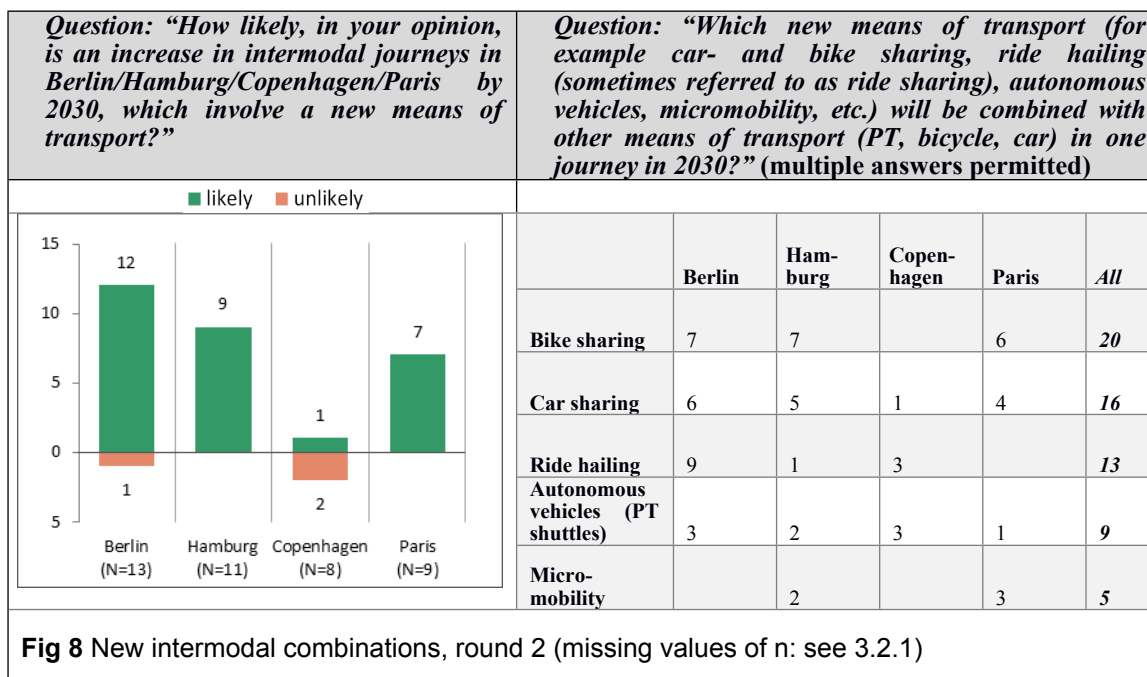 Question: “How likely, in your opinion,
is an increase in intermodal journeys in
Berlin/Hamburg/Copenhagen/Paris by
2030, which involve a new means of
transport?”
Question: “Which new means of transport (for
example car- and bike sharing, ride hailing
(sometimes referred to as ride sharing), autonomous
vehicles, micromobility, etc.) will be combined with
other means of transport (PT, bicycle, car) in one
journey in 2030?” (multiple answers permitted)
likely unlikely
15
10
5
0
5
12
9
1
7
1
2
Berlin Hamburg Copenhagen Paris
(N=13) (N=11) (N=8) (N=9)
Berlin Ham-
burg Copen-
hagen Paris All
Bike sharing 7 7 6 20
Car sharing 6 5 1 4 16
Ride hailing 9 1 3 13
Autonomous
vehicles (PT
shuttles) 3 2 3 1 9
Micro-
mobility 2 3 5
Fig 8 New intermodal combinations, round 2 (missing values of n: see 3.2.1)